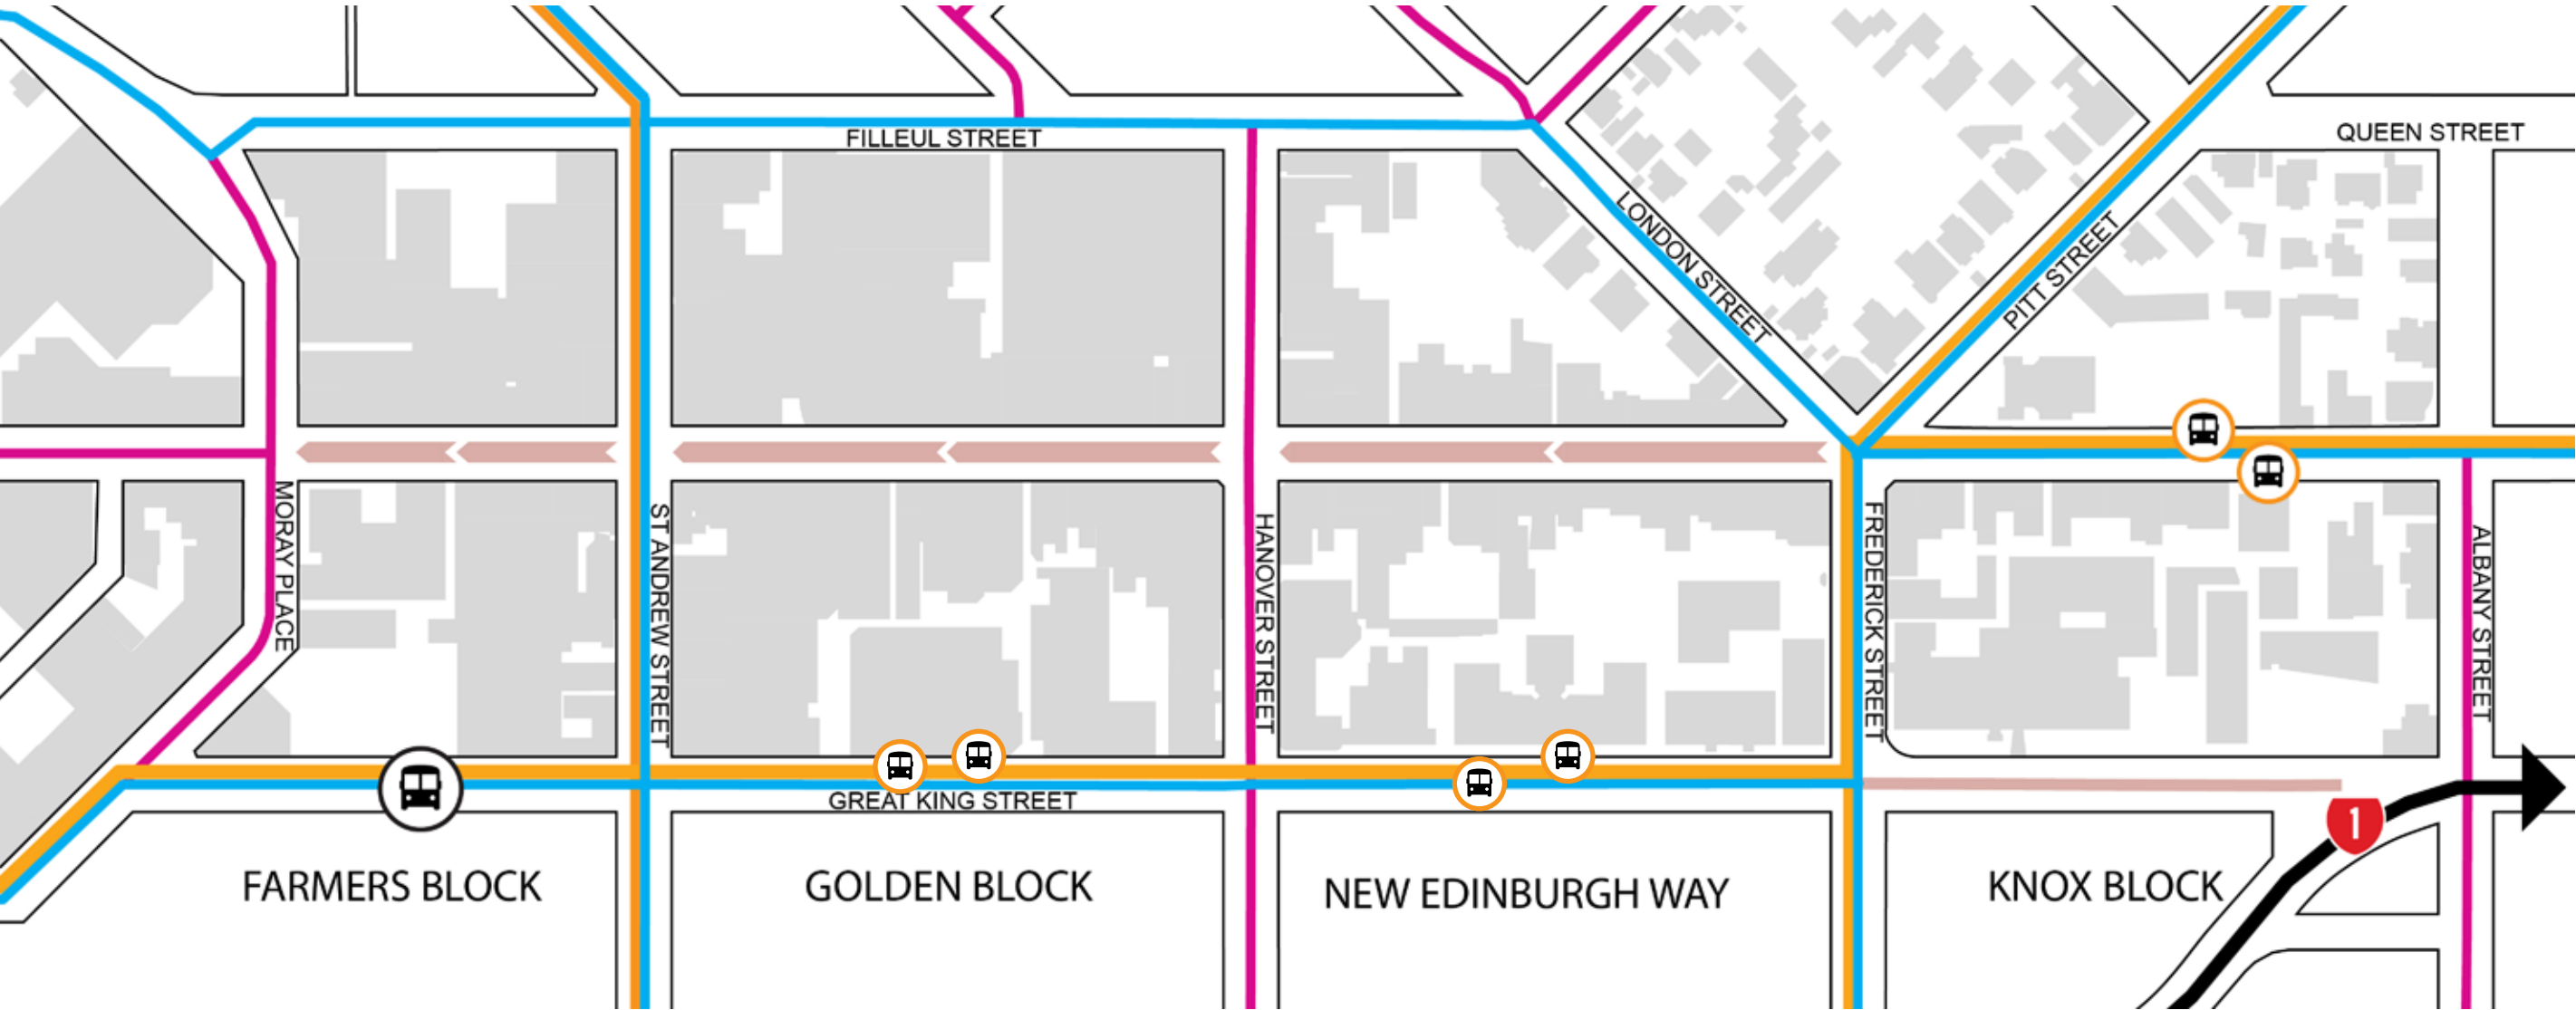 FILLEUL STREET
QUEEN STREET
LONDON STREET
PITT STREET
MORAY PLACE
ST ANDREW STREET
HANOVER STREET
FREDERICK STREET
ALBANY STREET
GREAT KING STREET
1
FARMERS BLOCK
GOLDEN BLOCK
NEW EDINBURGH WAY
KNOX BLOCK